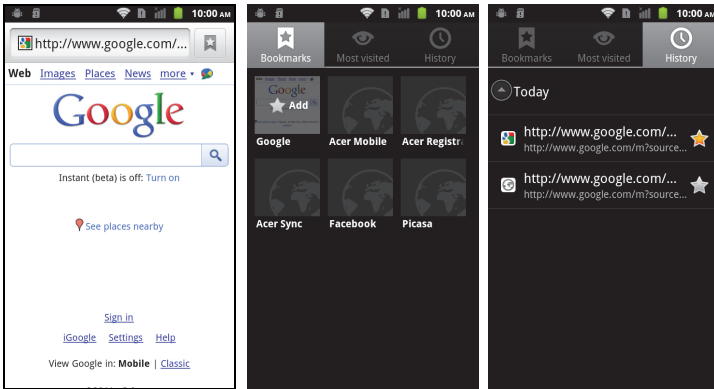 10:00 AM
http://www.google.com/...
Web Images Places News more
Google
Instant (beta) is off: Turn on
See places nearby
Sign in
iGoogle Settings Help
View Google in: Mobile | Classic
10:00 AM
Bookmarks Most visited History
Google
Add
Google Acer Mobile Acer Registra
Acer Sync Facebook Picasa
10:00 AM
Bookmarks Most visited History
Today
http://www.google.com/...
http://www.google.com/m?source...
http://www.google.com/...
http://www.google.com/m?source...